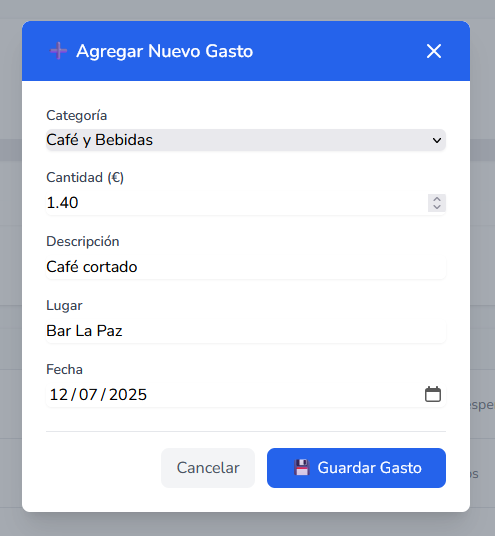 Agregar Nuevo Gasto
Categoría
Café y Bebidas
Cantidad (€)
1.40
Descripción
Café cortado
Lugar
Bar La Paz
Fecha
12/07/2025
Cancelar
Guardar Gasto